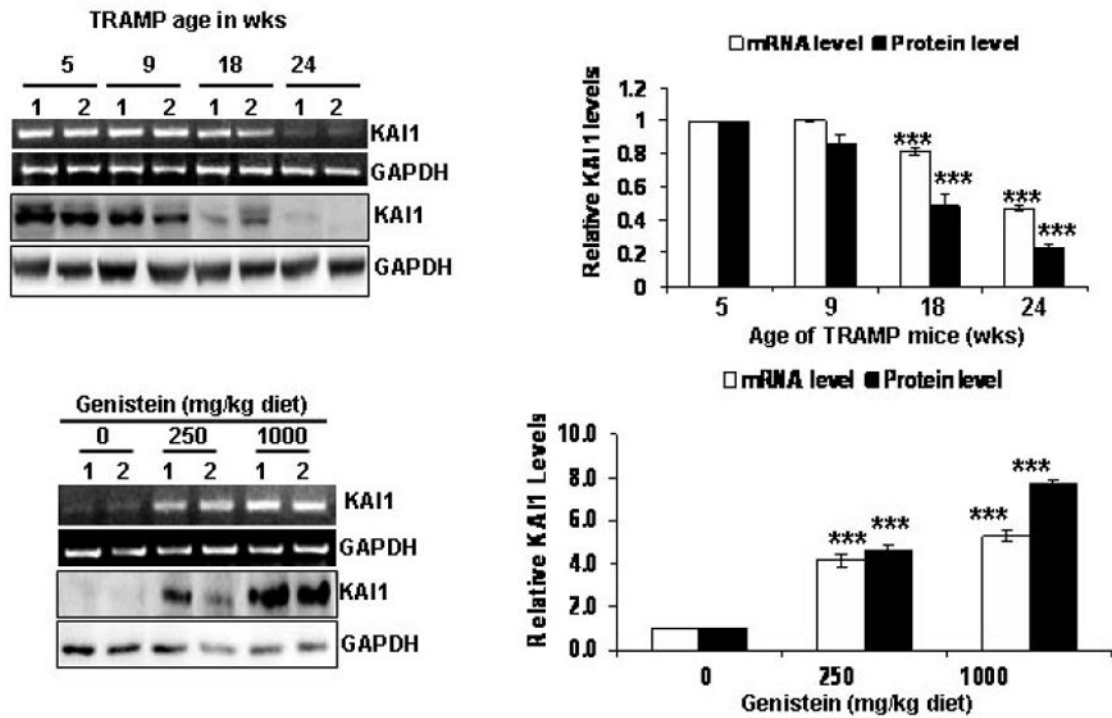 TRAMP age in wks
5 9 18 24
1 2 1 2 1 2 1 2
KAI1
GAPDH
KAI1
GAPDH
mRNA level Protein level
Relative KAI1 levels
1.2
1
0.8
0.6
0.4
0.2
0
*** *** *** ***
5 9 18 24
Age of TRAMP mice (wks)
Genistein (mg/kg diet)
0 250 1000
1 2 1 2 1 2
KAI1
GAPDH
KAI1
GAPDH
mRNA level Protein level
Relative KAI1 Levels
10.0
8.0
6.0
4.0
2.0
0.0
*** *** *** ***
0 250 1000
Genistein (mg/kg diet)